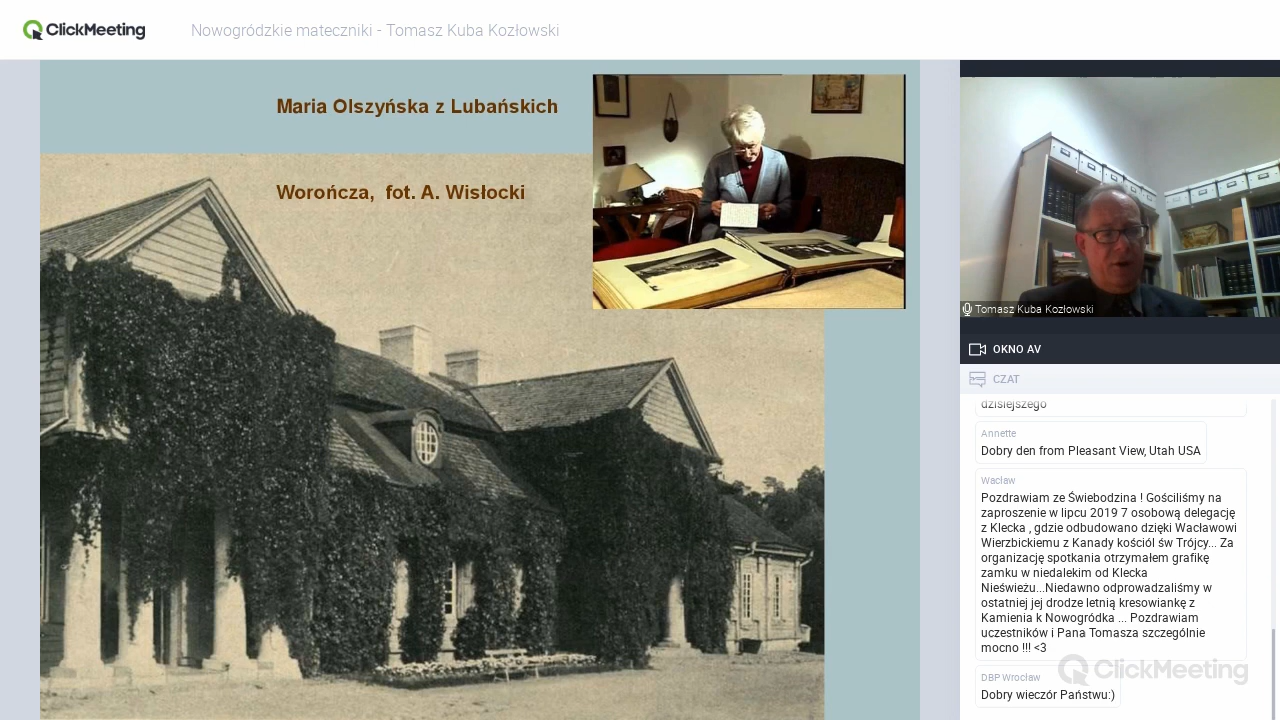 ClickMeeting
Nowogródzkie mateczniki - Tomasz Kuba Kozłowski
Maria Olszyńska z Lubańskich
Worończa, fot. A. Wisłocki
Tomasz Kuba Kozłowski
OKNO AV
CZAT
dzisiejszego
Annette
Dobry den from Pleasant View, Utah USA
Wacław
Pozdrawiam ze Świebodzina ! Gościliśmy na
zaproszenie w lipcu 2019 7 osobową delegację
z Klecka , gdzie odbudowano dzięki Wacławowi
Wierzbickiemu z Kanady kościól św Trójcy... Za
organizację spotkania otrzymałem grafikę
zamku w niedalekim od Klecka
Nieświeżu...Niedawno odprowadzaliśmy w
ostatniej jej drodze letnią kresowiankę z
Kamienia k Nowogródka ... Pozdrawiam
uczestników i Pana Tomasza szczególnie
mocno !!! <3
ClickMeeting
DBP Wrocław
Dobry wieczór Państwu:)